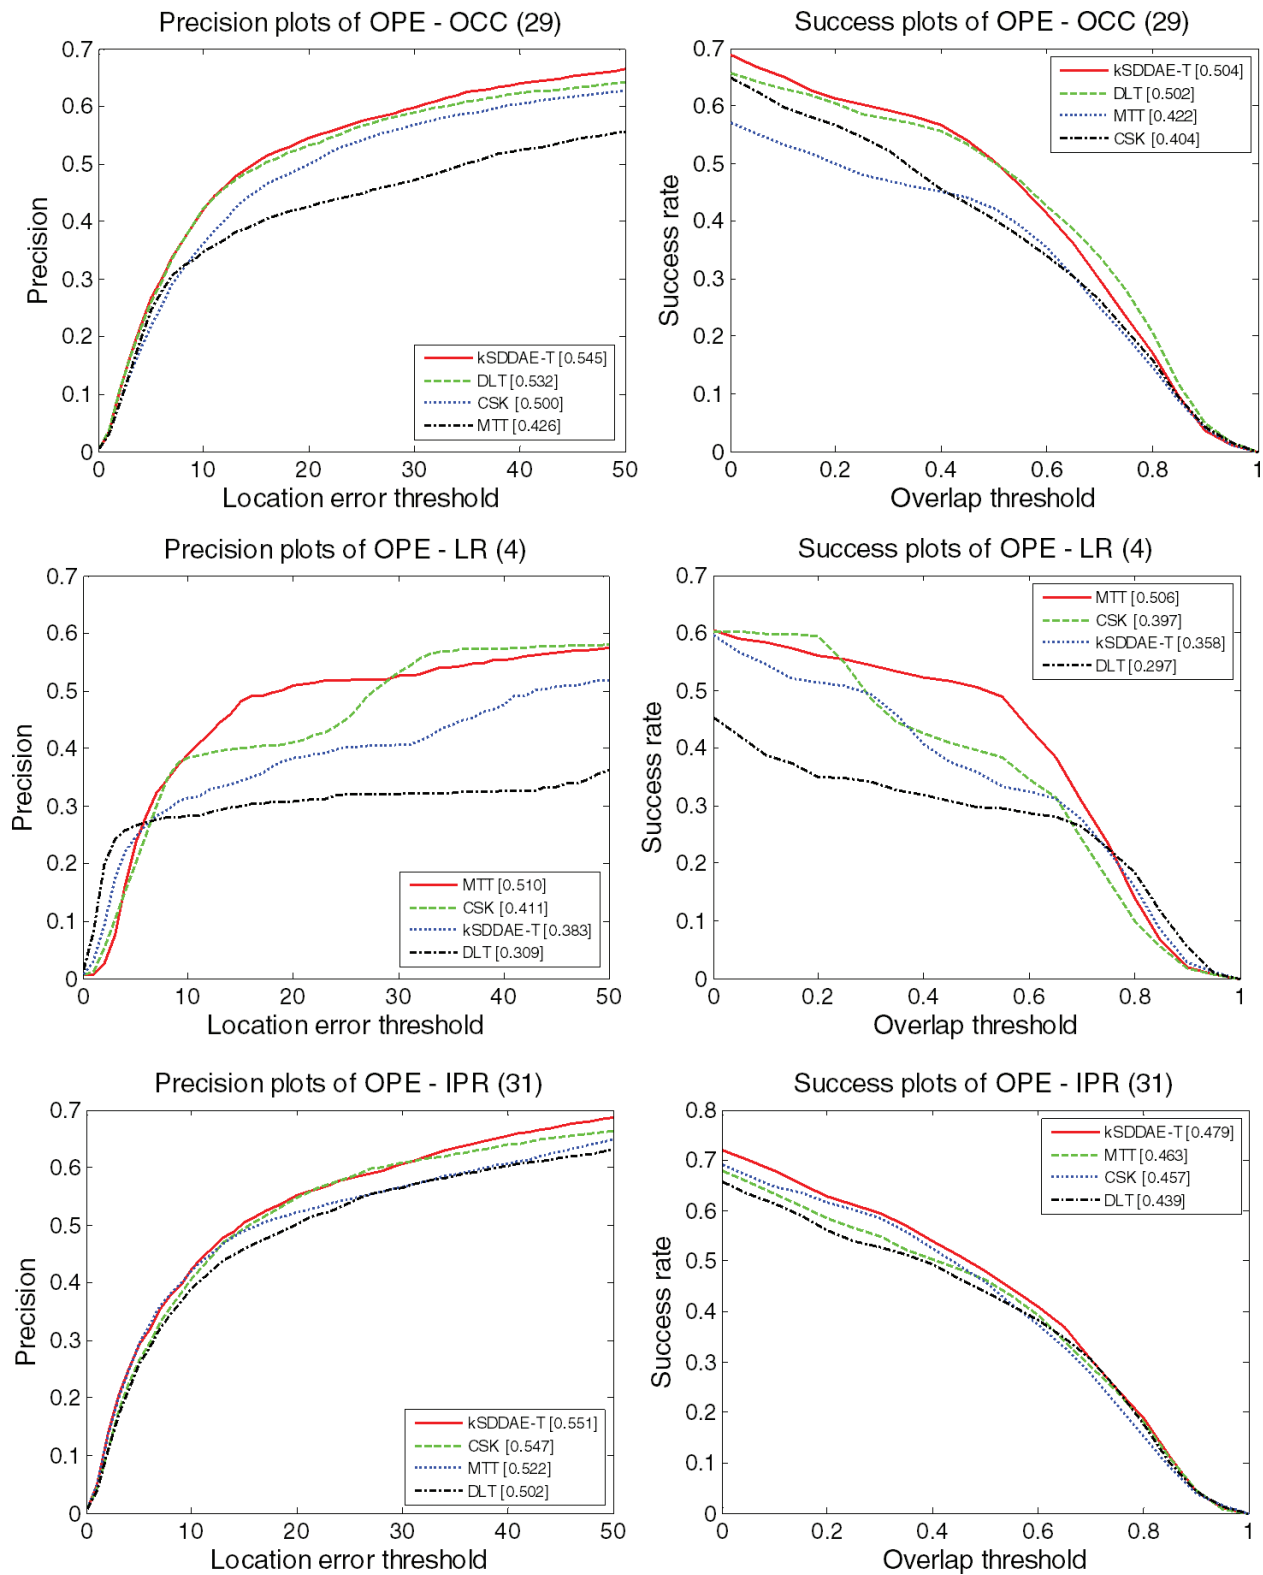 Precision plots of OPE - OCC (29)
0.7
0.6
0.5
0.4
0.3
0.2
0.1
0
Precision
kSDDAE-T [0.545]
DLT [0.532]
CSK [0.500]
MTT [0.426]
0 10 20 30 40 50
Location error threshold
Success plots of OPE - OCC (29)
0.7
0.6
0.5
0.4
0.3
0.2
0.1
0
Success rate
kSDDAE-T [0.504]
DLT [0.502]
MTT [0.422]
CSK [0.404]
0 0.2 0.4 0.6 0.8 1
Overlap threshold
Precision plots of OPE - LR (4)
0.7
0.6
0.5
0.4
0.3
0.2
0.1
0
Precision
MTT [0.510]
CSK [0.411]
kSDDAE-T [0.383]
DLT [0.309]
0 10 20 30 40 50
Location error threshold
Success plots of OPE - LR (4)
0.7
0.6
0.5
0.4
0.3
0.2
0.1
0
Success rate
MTT [0.506]
CSK [0.397]
kSDDAE-T [0.358]
DLT [0.297]
0 0.2 0.4 0.6 0.8 1
Overlap threshold
Precision plots of OPE - IPR (31)
0.7
0.6
0.5
0.4
0.3
0.2
0.1
0
Precision
kSDDAE-T [0.551]
CSK [0.547]
MTT [0.522]
DLT [0.502]
0 10 20 30 40 50
Location error threshold
Success plots of OPE - IPR (31)
0.8
0.7
0.6
0.5
0.4
0.3
0.2
0.1
0
Success rate
kSDDAE-T [0.479]
MTT [0.463]
CSK [0.457]
DLT [0.439]
0 0.2 0.4 0.6 0.8 1
Overlap threshold